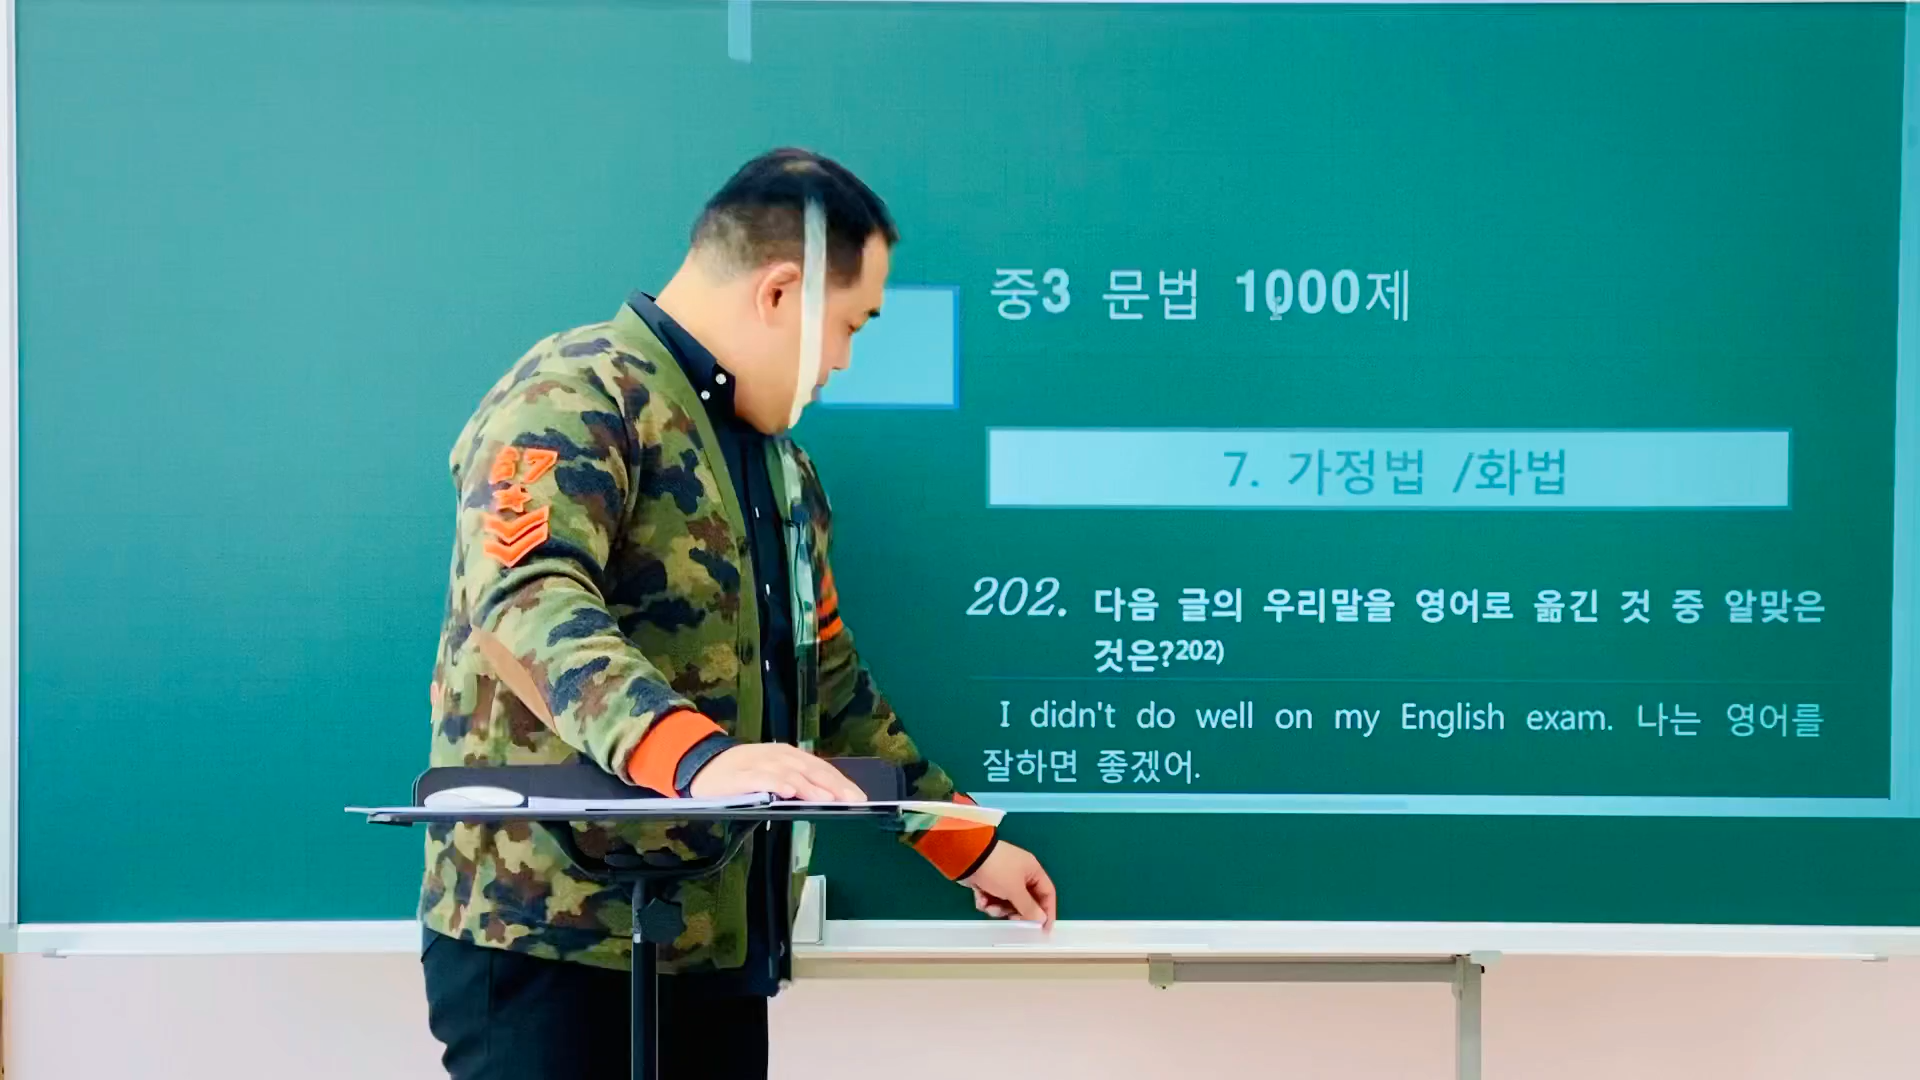 중3 문법 1000제
7. 가정법 /화법
202. 다음 글의 우리말을 영어로 옮긴 것 중 알맞은
것은?202)
I didn't do well on my English exam. 나는 영어를
잘하면 좋겠어.
67